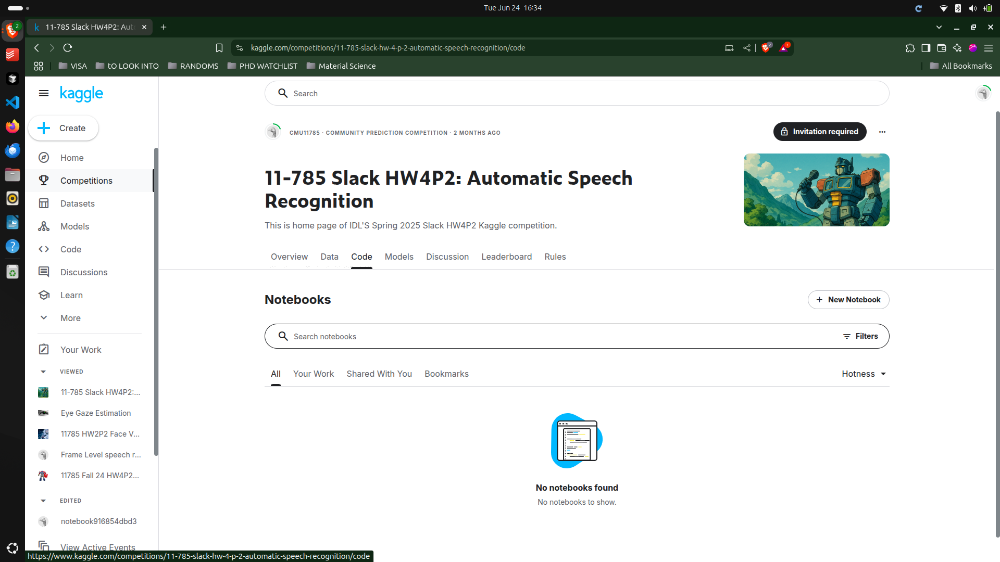 Tue Jun 24 16:34
2
11-785 Slack HW4P2: Aut
kaggle.com/competitions/11-785-slack-hw-4-p-2-automatic-speech-recognition/code
2
1
VISA
tO LOOK INTO
RANDOMS
PHD WATCHLIST
Material Science
All Bookmarks
kaggle
Search
Create
Home
Competitions
Datasets
Models
Code
Discussions
Learn
More
Your Work
VIEWED
11-785 Slack HW4P2:...
Eye Gaze Estimation
11785 HW2P2 Face V...
Frame Level speech r...
11785 Fall 24 HW4P2...
EDITED
notebook916854dbd3
View Active Events
CMU11785 · COMMUNITY PREDICTION COMPETITION · 2 MONTHS AGO
Invitation required
11-785 Slack HW4P2: Automatic Speech
Recognition
This is home page of IDL'S Spring 2025 Slack HW4P2 Kaggle competition.
Overview Data Code Models Discussion Leaderboard Rules
Notebooks
New Notebook
Search notebooks
Filters
All Your Work Shared With You Bookmarks
Hotness
No notebooks found
No notebooks to show.
https://www.kaggle.com/competitions/11-785-slack-hw-4-p-2-automatic-speech-recognition/code